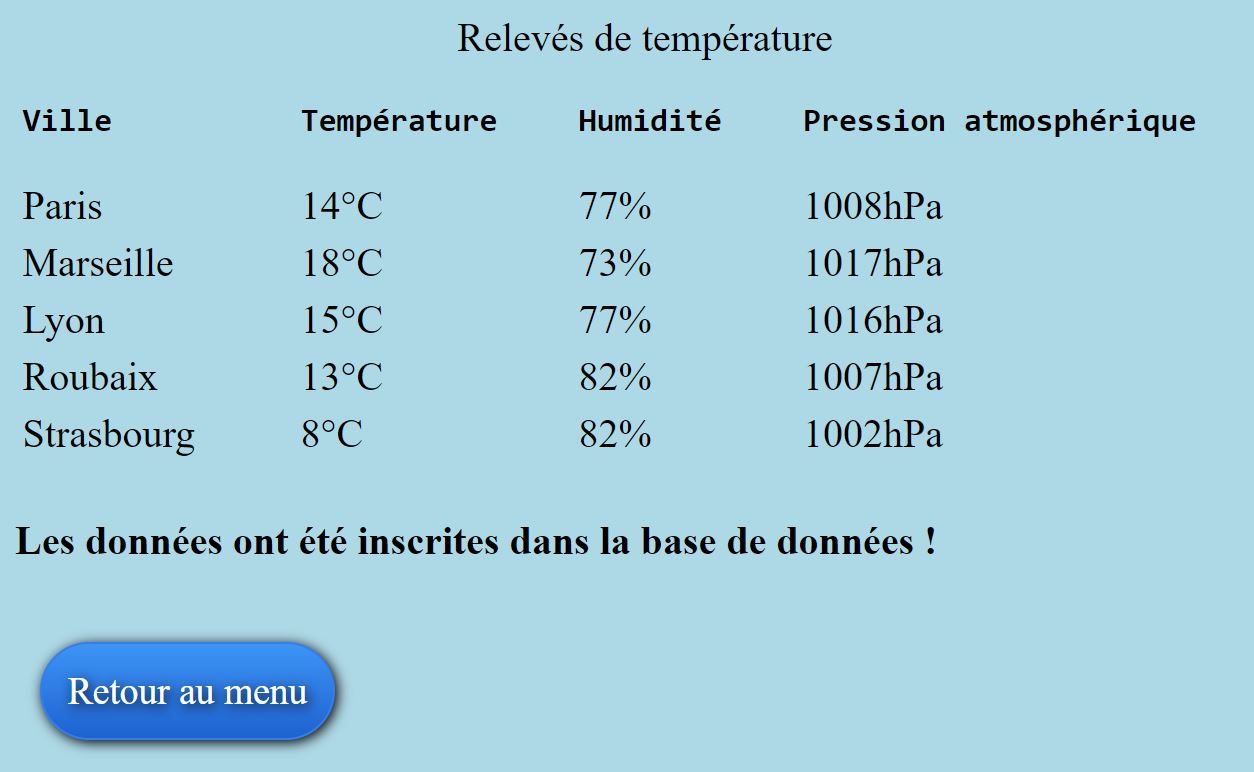 Relevés de température
Ville Température Humidité Pression atmosphérique
Paris 14°C 77% 1008hPa
Marseille 18°C 73% 1017hPa
Lyon 15°C 77% 1016hPa
Roubaix 13°C 82% 1007hPa
Strasbourg 8°C 82% 1002hPa
Les données ont été inscrites dans la base de données !
Retour au menu